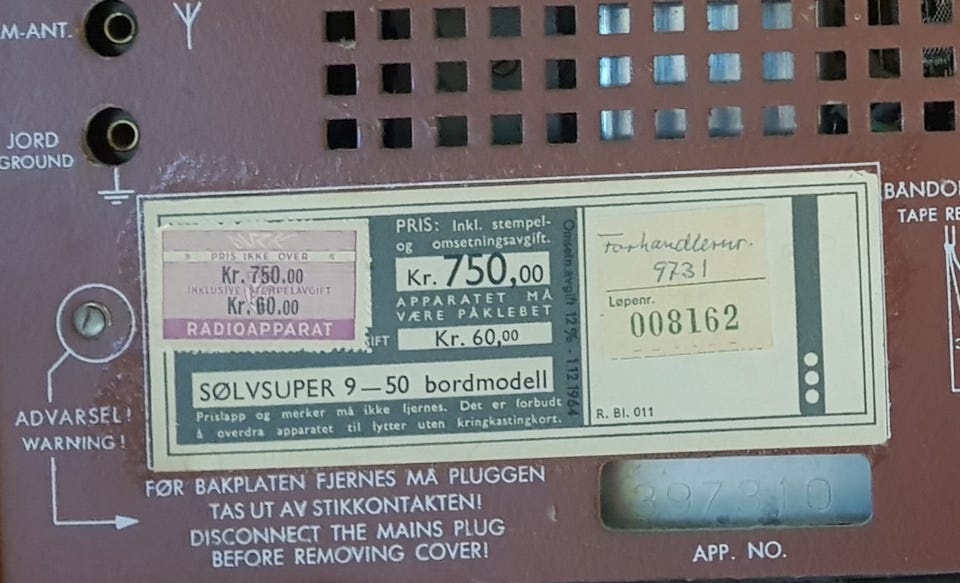 M-ANT.
JORD
GROUND
BANDO
TAPE RE
PRIS IKKE OVER
Kr. 750.00
INKLUSIVE STEMPELAVGIFT
Kr. 60.00
RADIOAPPARAT
PRIS: Inkl. stempel-
og omsetningsavgift.
Kr. 750,00
APPARATET MÅ
VÆRE PÅKLEBET
IFT Kr. 60,00
SØLVSUPER 9—50 bordmodell
Prislapp og merker må ikke fjernes. Det er forbudt
å overdra apparatet til lytter uten kringkastingkort.
Omsetn.avgift 12% - 1.12.1964
Forhandlernr.
9731
Løpenr.
008162
R. Bl. 011
ADVARSEL!
WARNING!
FØR BAKPLATEN FJERNES MÅ PLUGGEN
TAS UT AV STIKKONTAKTEN!
DISCONNECT THE MAINS PLUG
BEFORE REMOVING COVER!
397310
APP. NO.